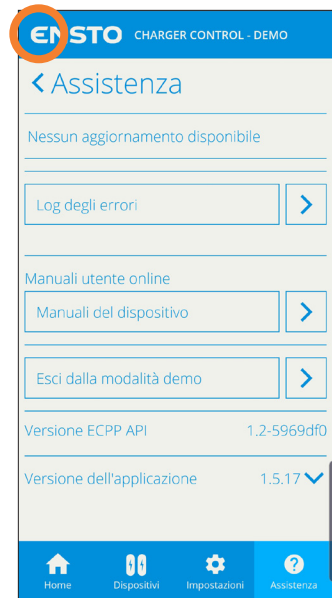 ENSTO CHARGER CONTROL - DEMO
Assistenza
Nessun aggiornamento disponibile
Log degli errori
Manuali utente online
Manuali del dispositivo
Esci dalla modalità demo
Versione ECPP API 1.2-5969df0
Versione dell'applicazione 1.5.17
Home Dispositivi Impostazioni Assistenza